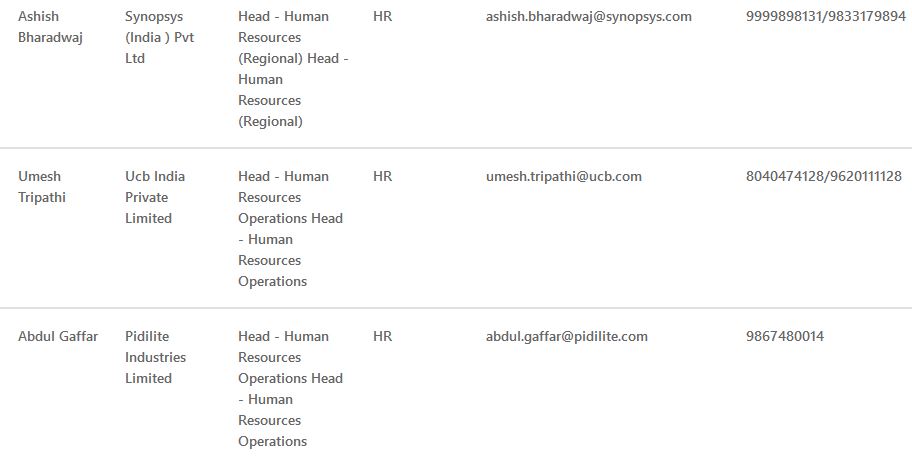 Ashish Synopsys Head - Human HR ashish.bharadwaj@synopsys.com 9999898131/9833179894
Bharadwaj (India ) Pvt Resources
Ltd (Regional) Head -
Human
Resources
(Regional)
Umesh Ucb India Head - Human HR umesh.tripathi@ucb.com 8040474128/9620111128
Tripathi Private Resources
Limited Operations Head
- Human
Resources
Operations
Abdul Gaffar Pidilite Head - Human HR abdul.gaffar@pidilite.com 9867480014
Industries Resources
Limited Operations Head
- Human
Resources
Operations